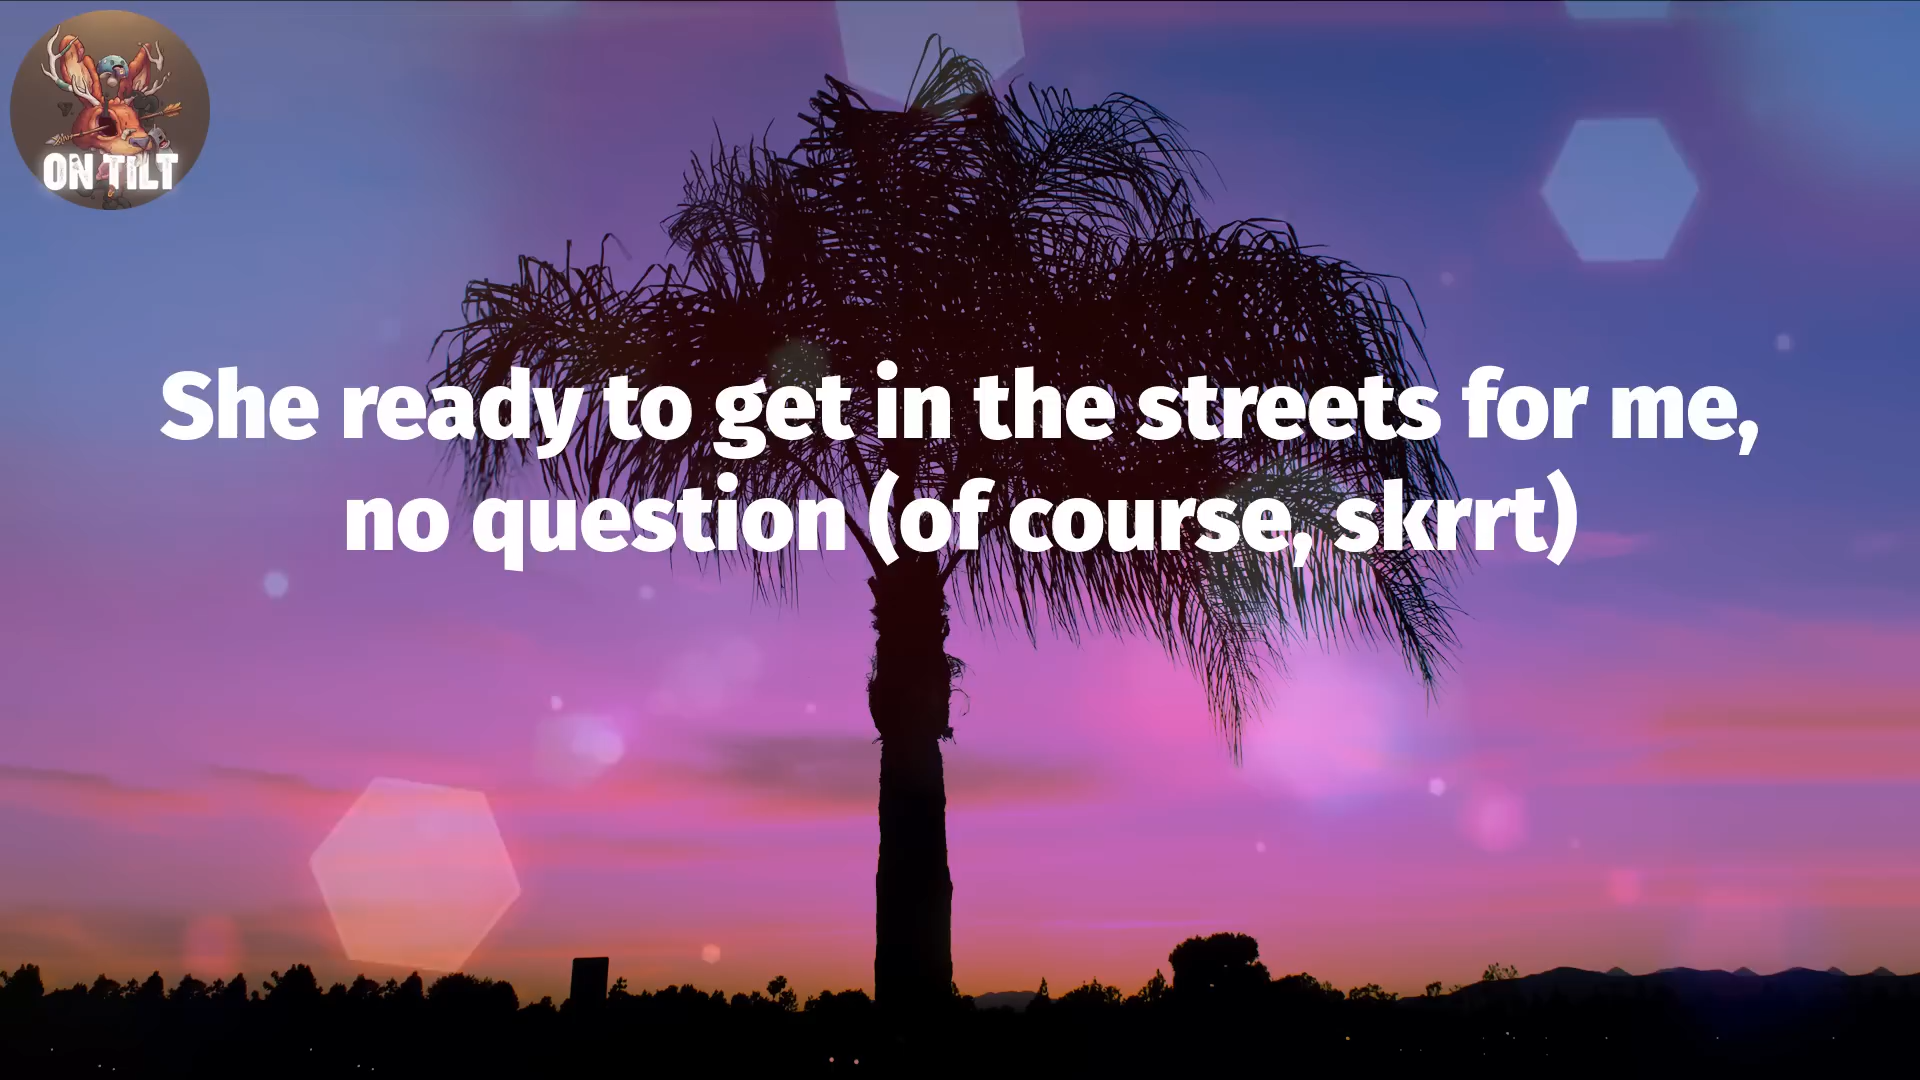 ON TILT
She ready to get in the streets for me,
no question (of course, skrrt)